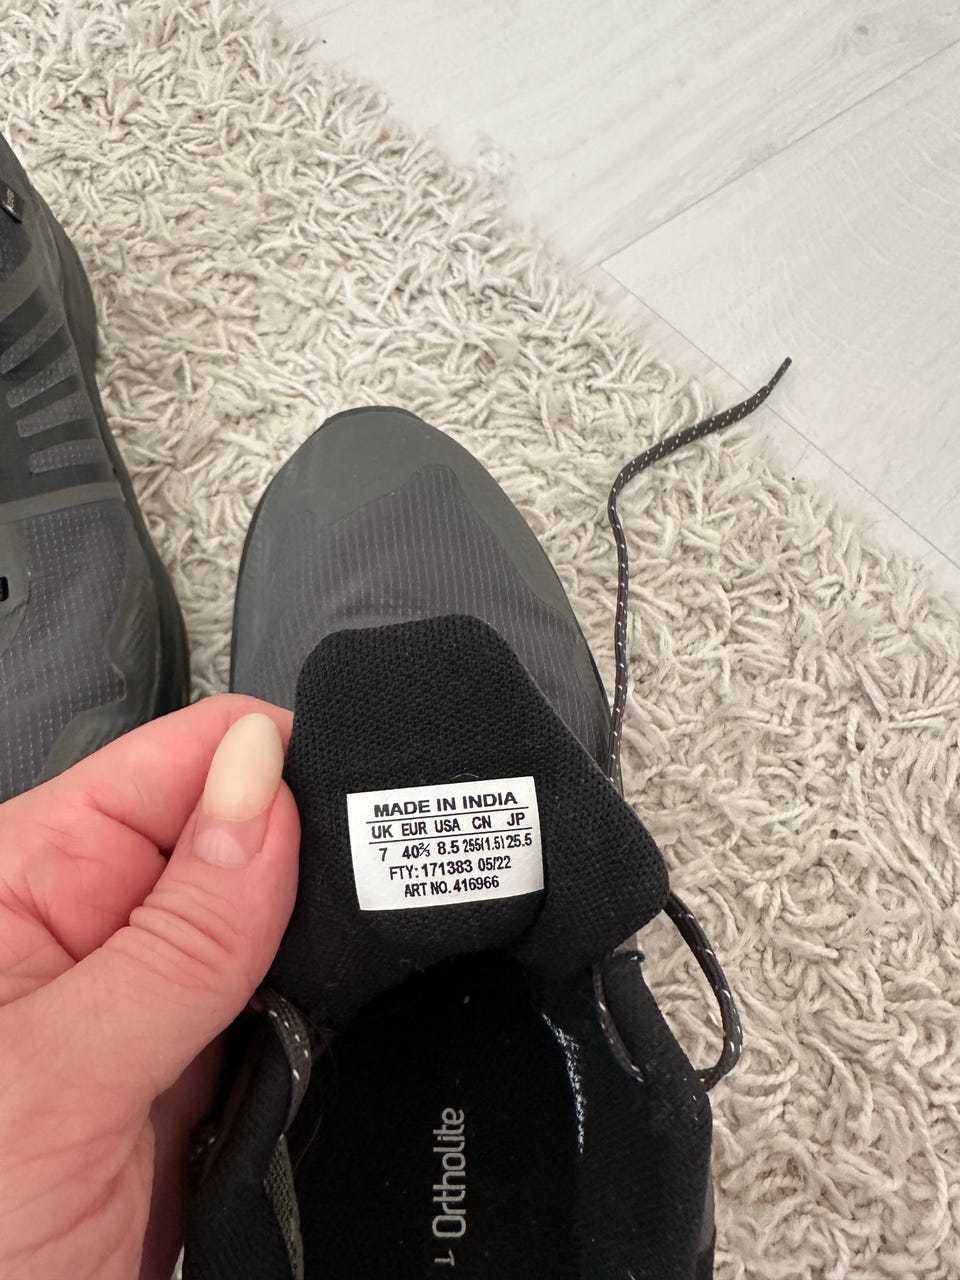 MADE IN INDIA
UK EUR USA CN JP
7 40⅔ 8.5 255(1.5) 25.5
FTY: 171383 05/22
ART NO. 416966
Ortholite